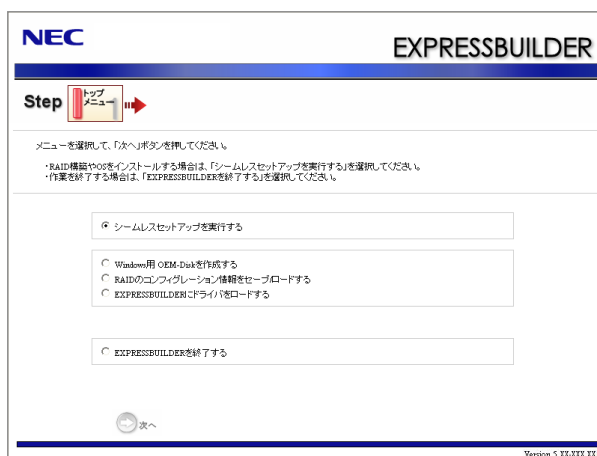 NEC
EXPRESSBUILDER
Step
トップ
メニュー
メニューを選択して、「次へ」ボタンを押してください。
・RAID構築やOSをインストールする場合は、「シームレスセットアップを実行する」を選択してください。
・作業を終了する場合は、「EXPRESSBUILDERを終了する」を選択してください。
シームレスセットアップを実行する
Windows用 OEM-Diskを作成する
RAIDのコンフィグレーション情報をセーブ/ロードする
EXPRESSBUILDERにドライバをロードする
EXPRESSBUILDERを終了する
次へ
Version 5.XX-XXX.XX